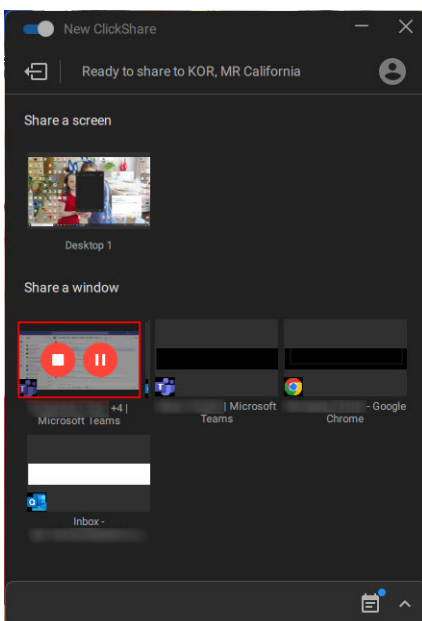 New ClickShare
Ready to share to KOR, MR California
Share a screen
Desktop 1
Share a window
+4 |
Microsoft Teams
| Microsoft
Teams
- Google
Chrome
Inbox -